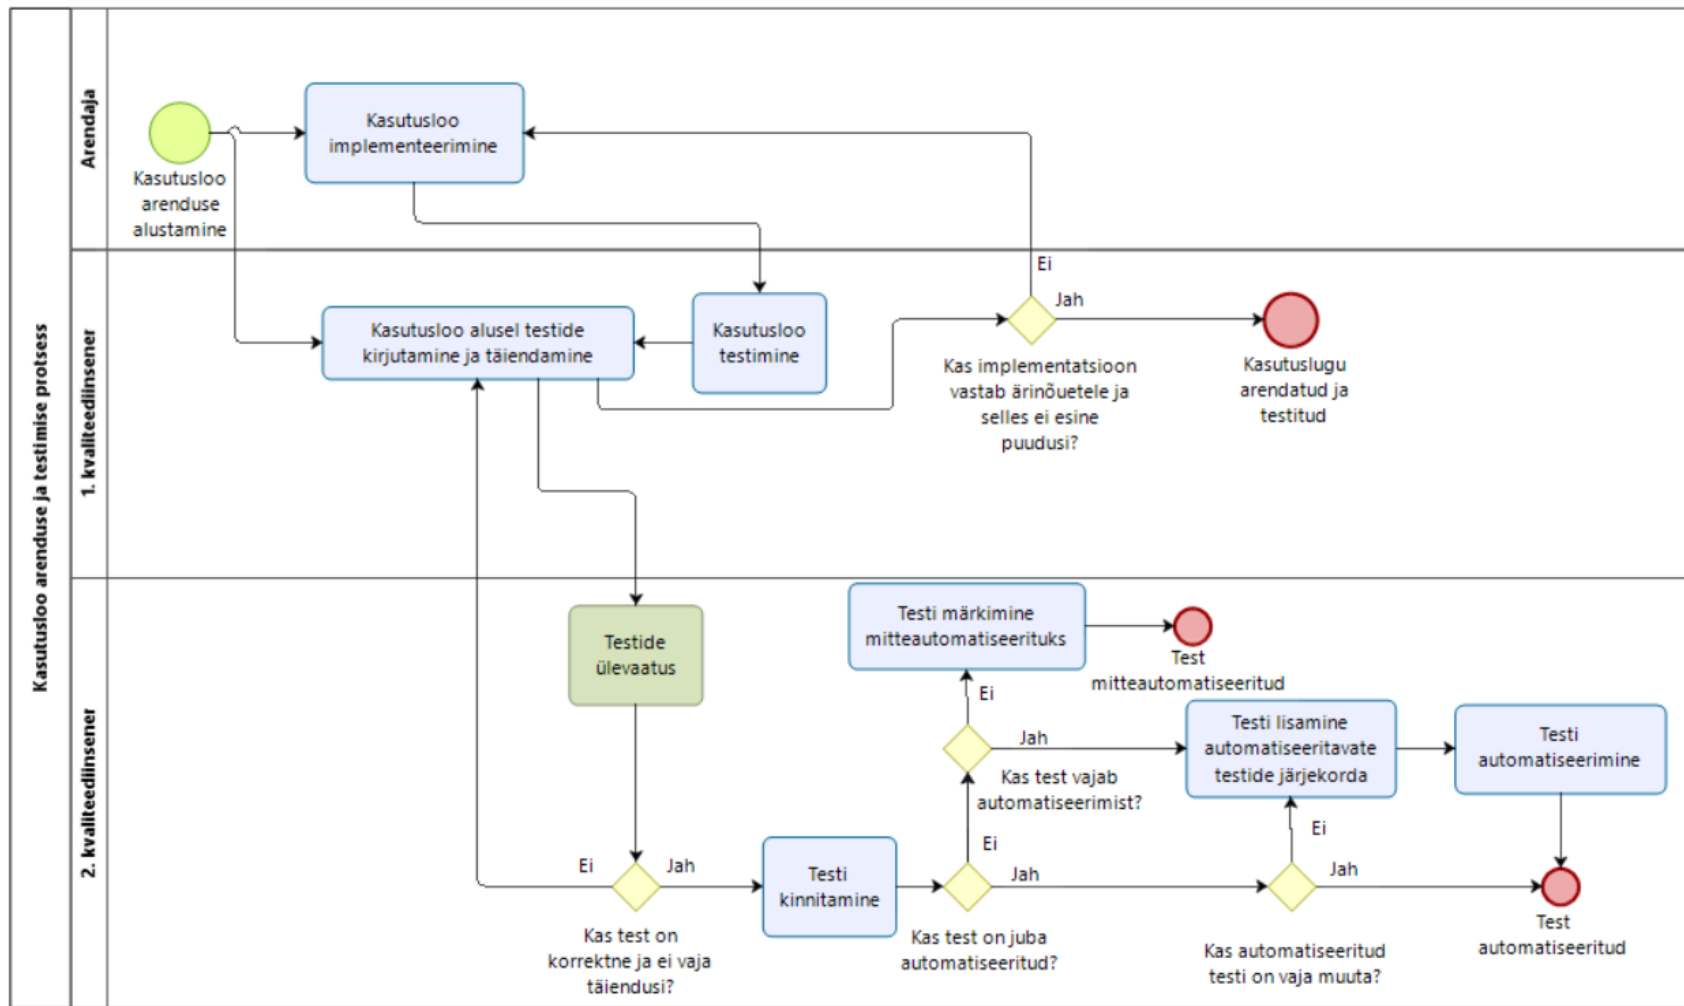 Kasutusloo arenduse ja testimise protsess
Arendaja
Kasutusloo
arenduse
alustamine
Kasutusloo
implementeerimine
1. kvaliteediinsener
Kasutusloo alusel testide
kirjutamine ja täiendamine
Kasutusloo
testimine
Ei
Jah
Kas implementatsioon
vastab ärinõuetele ja
selles ei esine
puudusi?
Kasutuslugu
arendatud ja
testitud
2. kvaliteediinsener
Testide
ülevaatus
Ei
Jah
Kas test on
korrektne ja ei vaja
täiendusi?
Testi
kinnitamine
Ei
Jah
Kas test on juba
automatiseeritud?
Ei
Jah
Kas test vajab
automatiseerimist?
Testi märkimine
mitteautomatiseerituks
Test
mitteautomatiseeritud
Testi lisamine
automatiseeritavate
testide järjekorda
Testi
automatiseerimine
Ei
Jah
Kas automatiseeritud
testi on vaja muuta?
Test
automatiseeritud